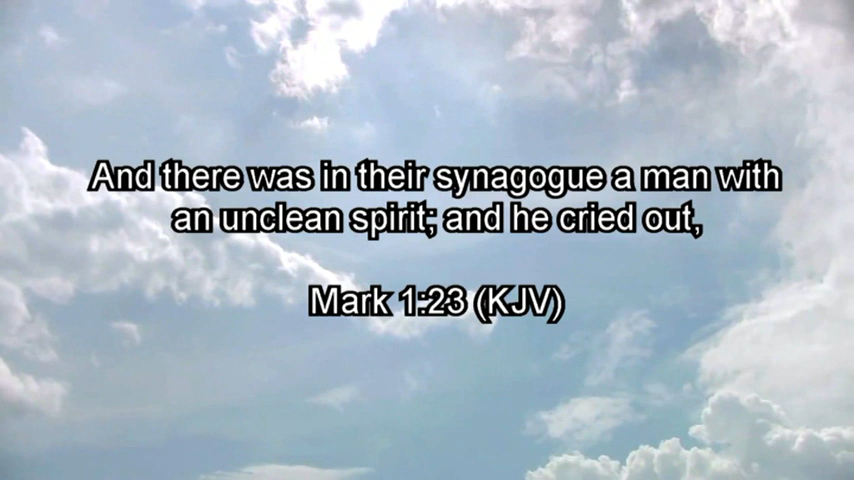 And there was in their synagogue a man with
an unclean spirit; and he cried out,
Mark 1:23 (KJV)